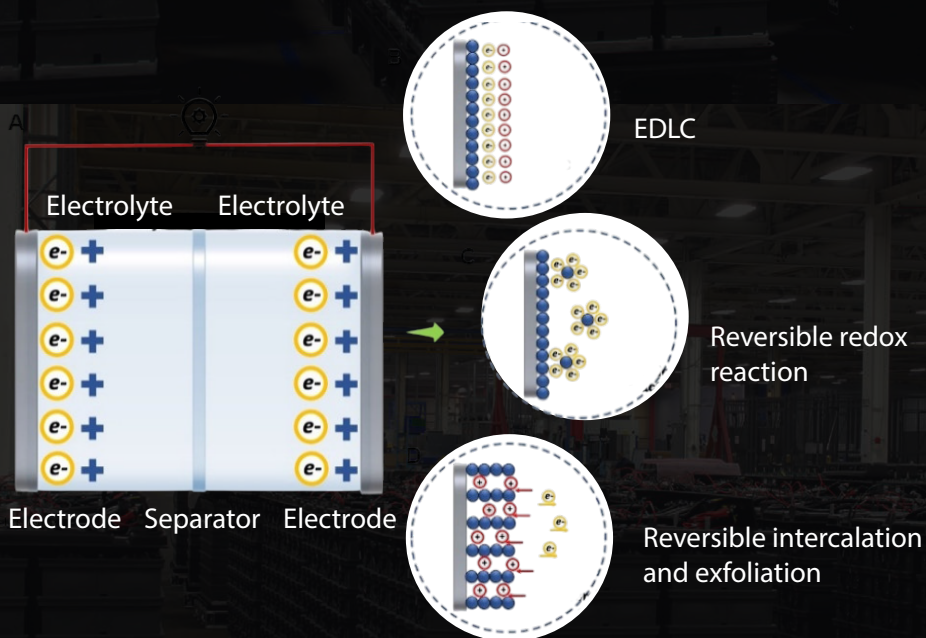 A
EDLC
Electrolyte Electrolyte
e- e-
e- e-
e- e-
e- e-
e- e-
e- e-
C
Reversible redox
reaction
Electrode Separator Electrode
D
Reversible intercalation
and exfoliation